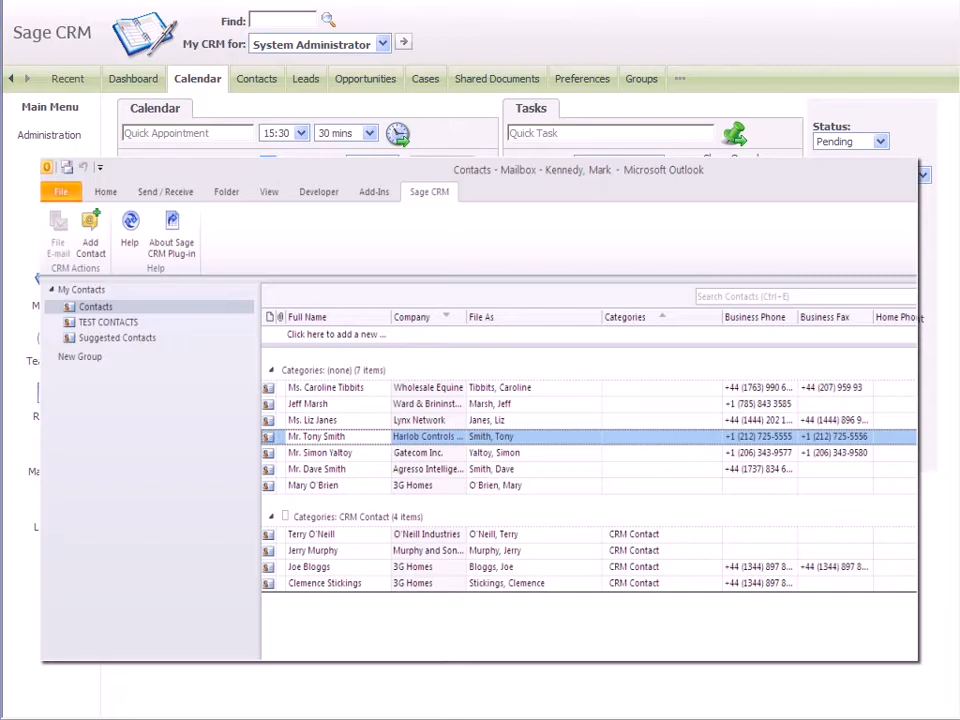 Sage CRM
Find:
My CRM for: System Administrator
Recent Dashboard Calendar Contacts Leads Opportunities Cases Shared Documents Preferences Groups
Main Menu
Administration
Calendar
Quick Appointment 15:30 30 mins
Tasks
Quick Task
Status:
Pending
Contacts - Mailbox - Kennedy, Mark - Microsoft Outlook
File Home Send / Receive Folder View Developer Add-Ins Sage CRM
File E-mail
Add Contact
Help
About Sage CRM Plug-in
CRM Actions
Help
My Contacts
Contacts
TEST CONTACTS
Suggested Contacts
New Group
Search Contacts (Ctrl+E)
Full Name Company File As Categories Business Phone Business Fax Home Pho
Click here to add a new ...
Categories: (none) (7 items)
Ms. Caroline Tibbits Wholesale Equine Tibbits, Caroline +44 (1763) 990 6... +44 (207) 959 93
Jeff Marsh Ward & Brininst... Marsh, Jeff +1 (785) 843 3585
Ms. Liz Janes Lynx Network Janes, Liz +44 (1444) 202 1... +44 (1444) 896 9...
Mr. Tony Smith Harlob Controls ... Smith, Tony +1 (212) 725-5555 +1 (212) 725-5556
Mr. Simon Yaltoy Gatecom Inc. Yaltoy, Simon +1 (206) 343-9577 +1 (206) 343-9580
Mr. Dave Smith Agresso Intellige... Smith, Dave +44 (1737) 834 6...
Mary O'Brien 3G Homes O'Brien, Mary
Categories: CRM Contact (4 items)
Terry O'Neill O'Neill Industries O'Neill, Terry CRM Contact
Jerry Murphy Murphy and Son... Murphy, Jerry CRM Contact
Joe Bloggs 3G Homes Bloggs, Joe CRM Contact +44 (1344) 897 8... +44 (1344) 897 8...
Clemence Stickings 3G Homes Stickings, Clemence CRM Contact +44 (1344) 897 8...